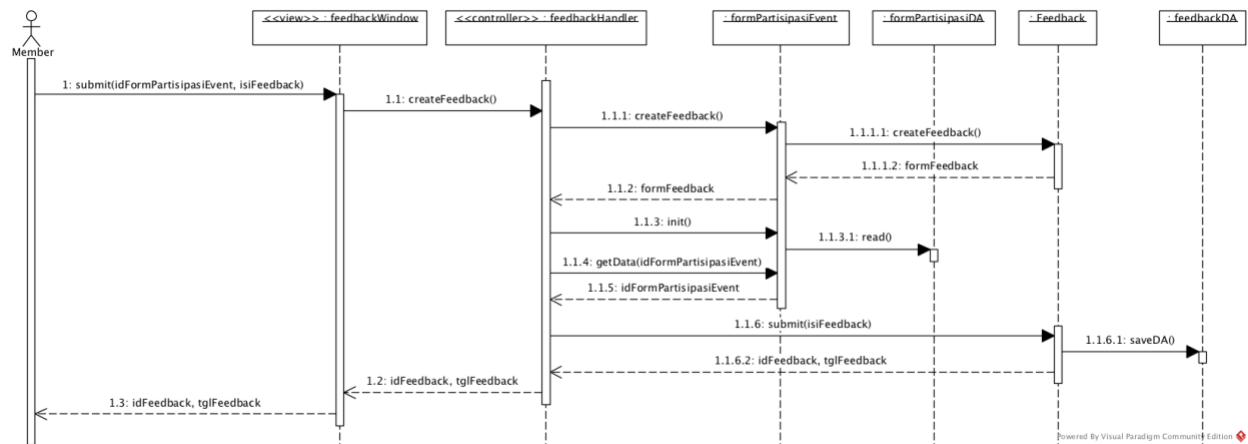 <<view>> : feedbackWindow
<<controller>> : feedbackHandler
: formPartisipasiEvent
: formPartisipasiDA
: Feedback
: feedbackDA
Member
1: submit(idFormPartisipasiEvent, isiFeedback)
1.1: createFeedback()
1.1.1: createFeedback()
1.1.1.1: createFeedback()
1.1.1.2: formFeedback
1.1.2: formFeedback
1.1.3: init()
1.1.3.1: read()
1.1.4: getData(idFormPartisipasiEvent)
1.1.5: idFormPartisipasiEvent
1.1.6: submit(isiFeedback)
1.1.6.1: saveDA()
1.1.6.2: idFeedback, tglFeedback
1.2: idFeedback, tglFeedback
1.3: idFeedback, tglFeedback
Powered By Visual Paradigm Community Edition